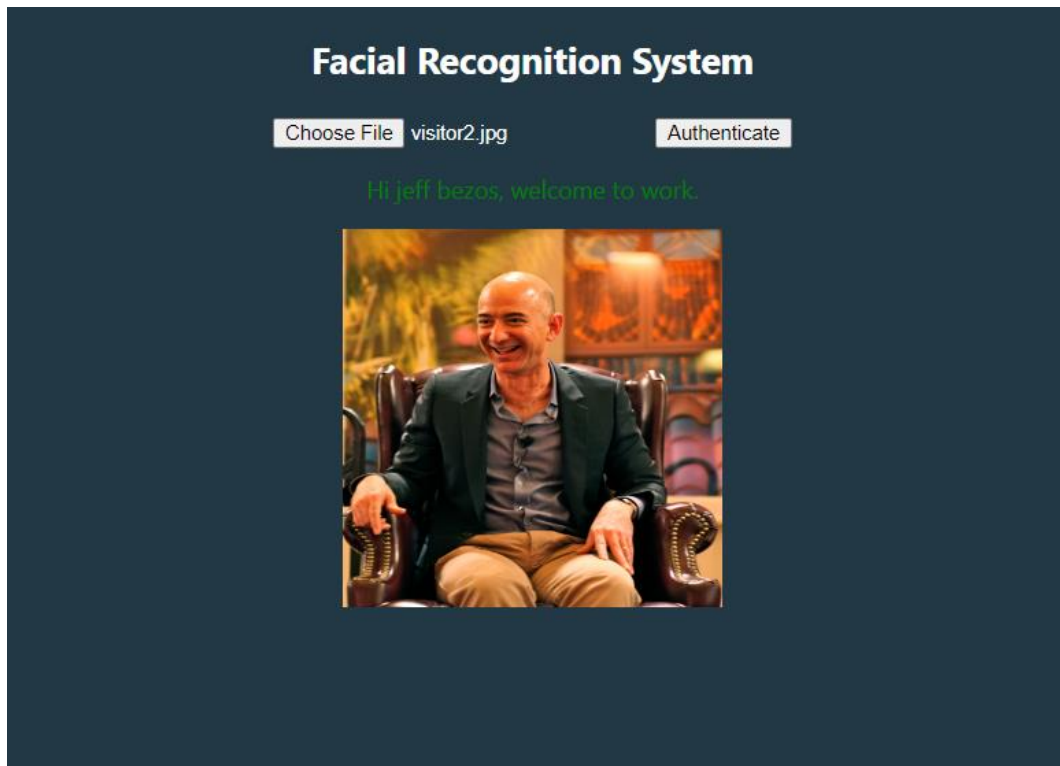 Facial Recognition System
Choose File visitor2.jpg Authenticate
Hi jeff bezos, welcome to work.